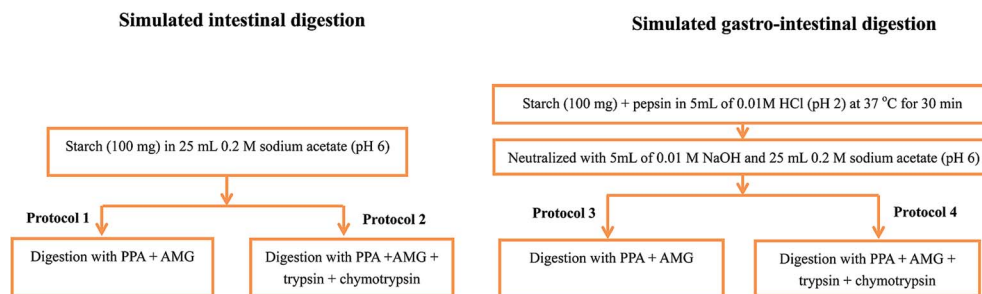 Simulated intestinal digestion
Starch (100 mg) in 25 mL 0.2 M sodium acetate (pH 6)
Protocol 1
Protocol 2
Digestion with PPA + AMG
Digestion with PPA +AMG +
trypsin + chymotrypsin
Simulated gastro-intestinal digestion
Starch (100 mg) + pepsin in 5mL of 0.01M HCl (pH 2) at 37 °C for 30 min
Neutralized with 5mL of 0.01 M NaOH and 25 mL 0.2 M sodium acetate (pH 6)
Protocol 3
Protocol 4
Digestion with PPA + AMG
Digestion with PPA + AMG +
trypsin + chymotrypsin